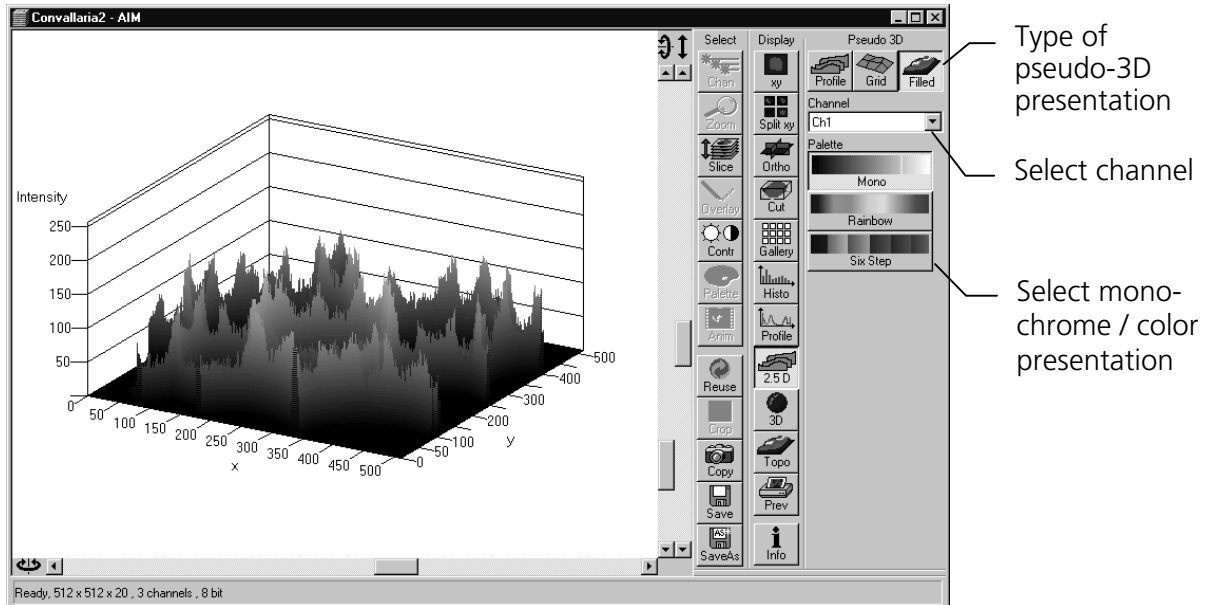 Convallaria2 - AIM
Intensity
250
200
150
100
50
0
50
100
150
200
250
300
350
400
450
500
x
0
50
100
200
300
400
500
y
Select
Chan
Zoom
Slice
Overlay
Contr
Palette
Anim
Reuse
Crop
Copy
Save
AS
SaveAs
Display
xy
Split xy
Ortho
Cut
Gallery
Histo
Profile
2.5 D
3D
Topo
Prev
Info
Pseudo 3D
Profile
Grid
Filled
Channel
Ch1
Palette
Mono
Rainbow
Six Step
Ready, 512 x 512 x 20 , 3 channels , 8 bit
Type of
pseudo-3D
presentation
Select channel
Select mono-
chrome / color
presentation